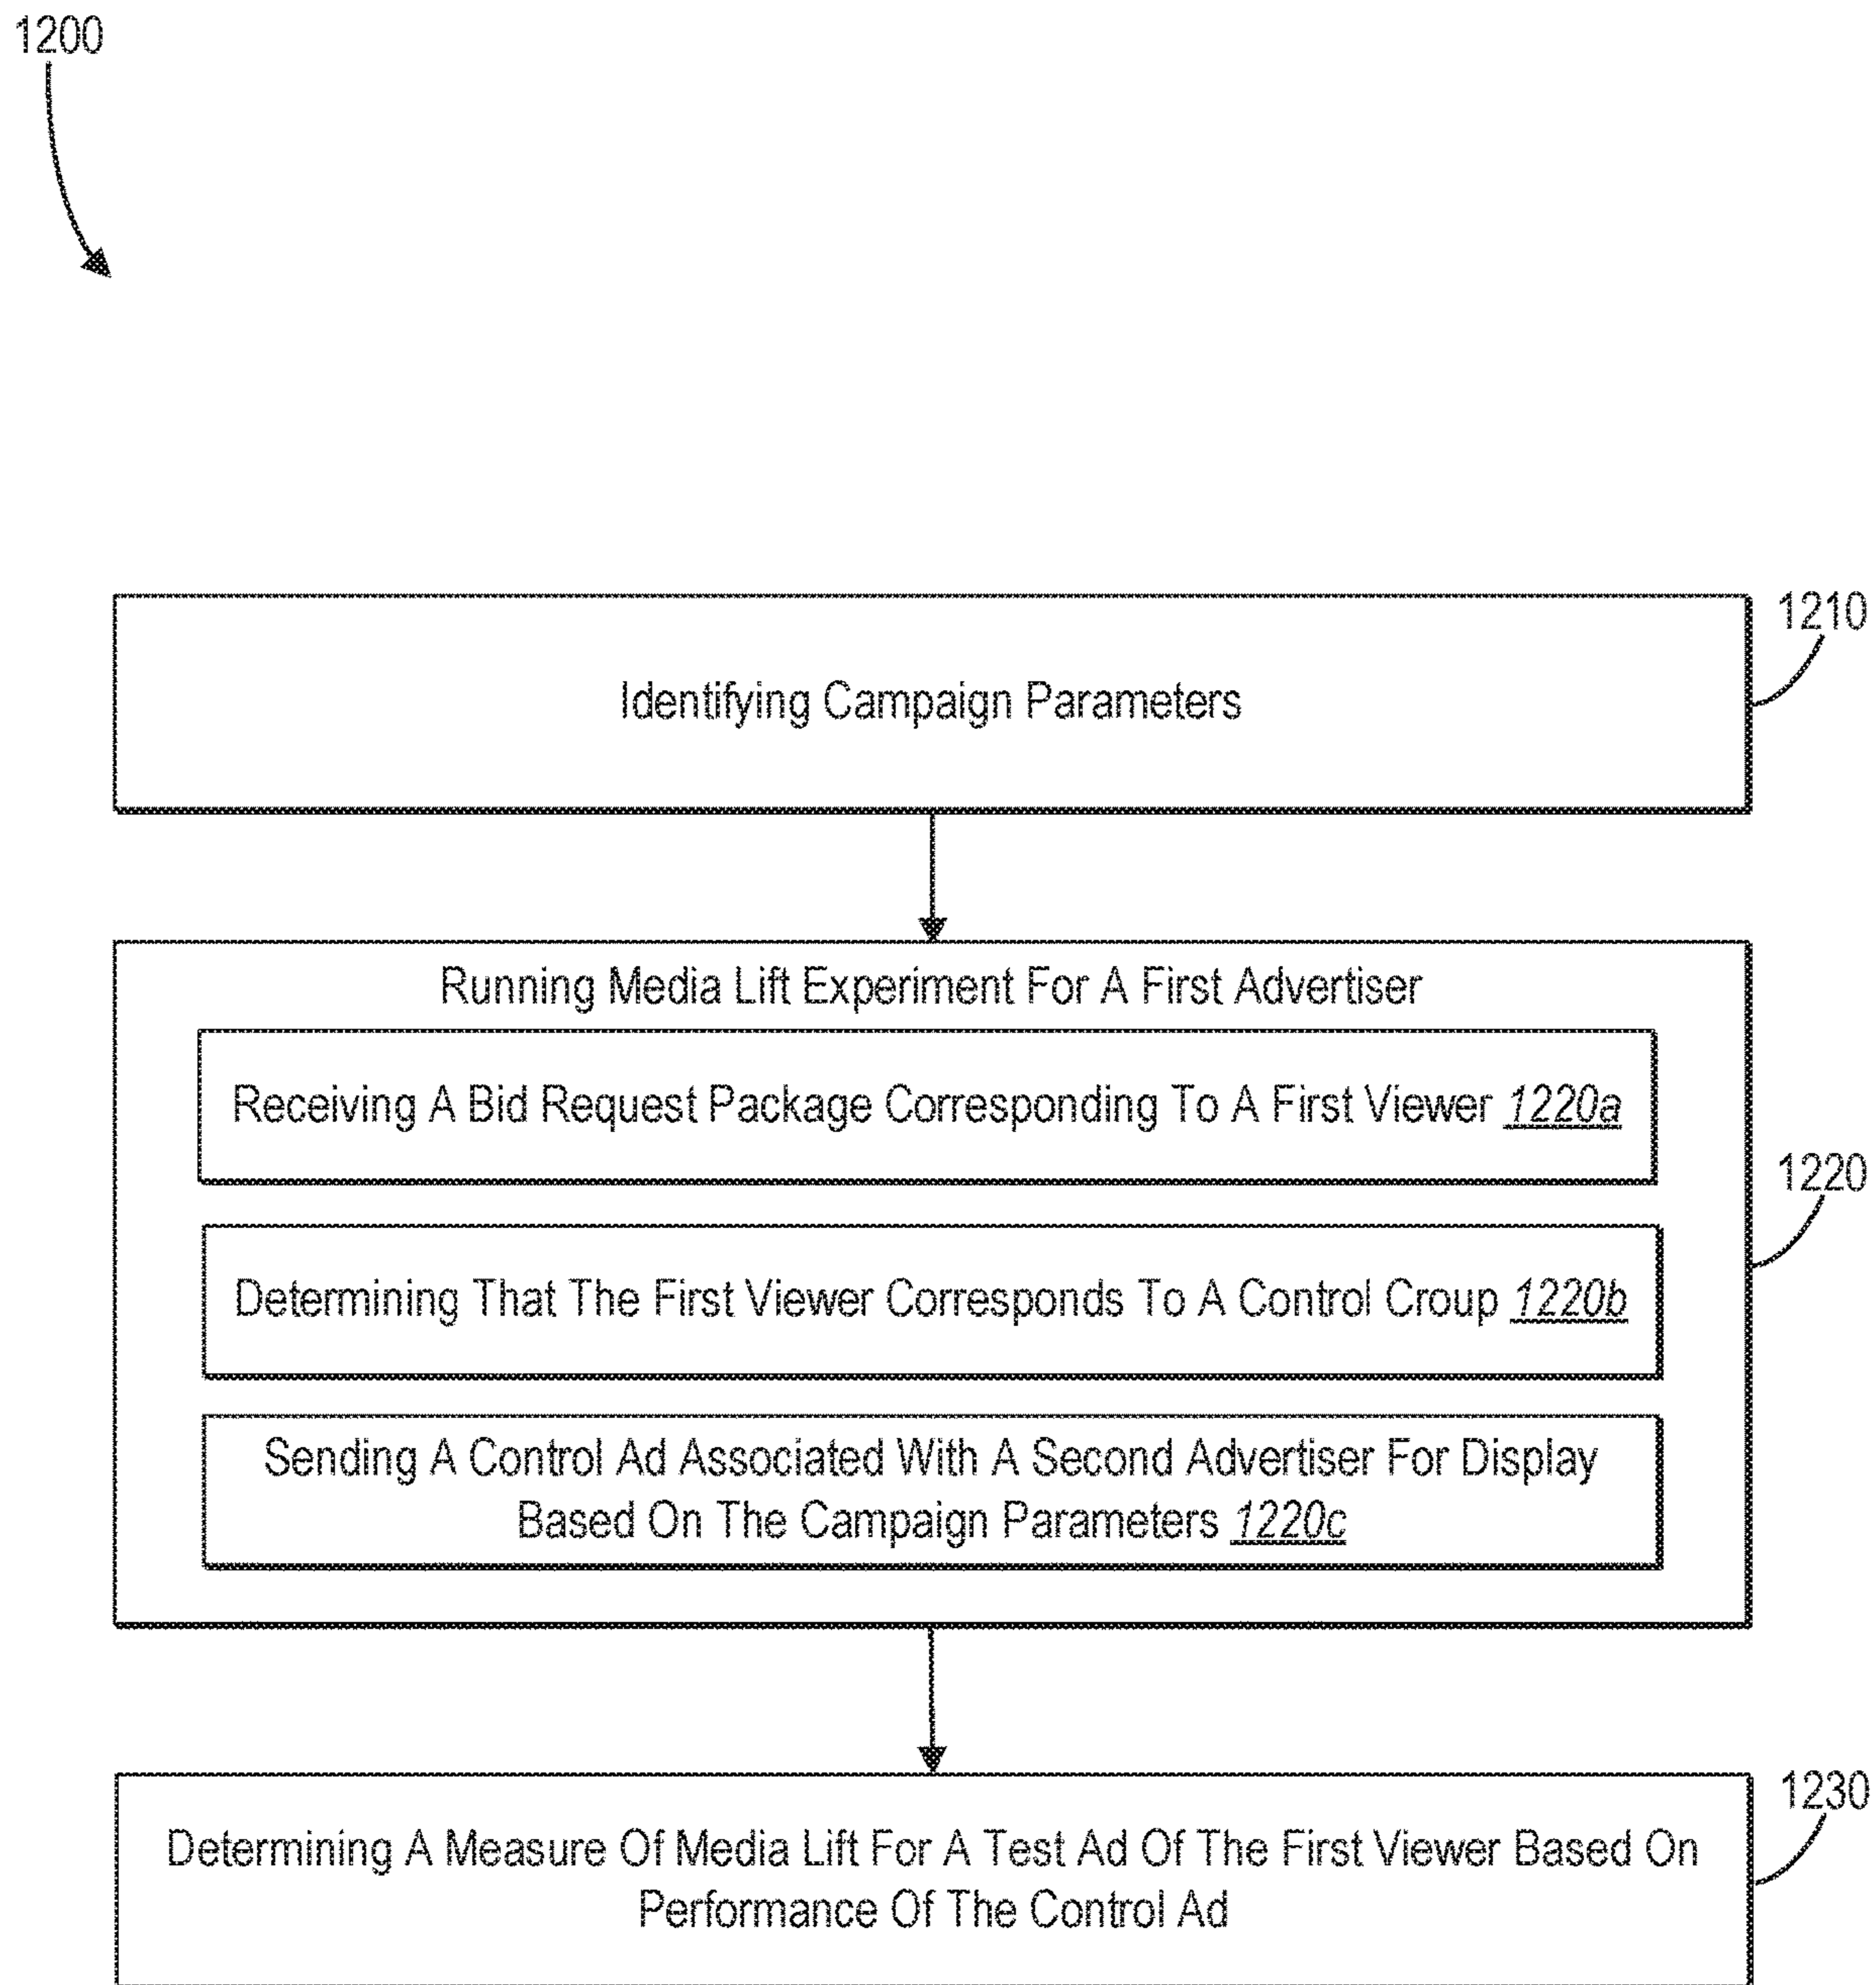 1200
1210
Identifying Campaign Parameters
Running Media Lift Experiment For A First Advertiser
Receiving A Bid Request Package Corresponding To A First Viewer 1220a
1220
Determining That The First Viewer Corresponds To A Control Croup 1220b
Sending A Control Ad Associated With A Second Advertiser For Display
Based On The Campaign Parameters 1220c
1230
Determining A Measure Of Media Lift For A Test Ad Of The First Viewer Based On
Performance Of The Control Ad